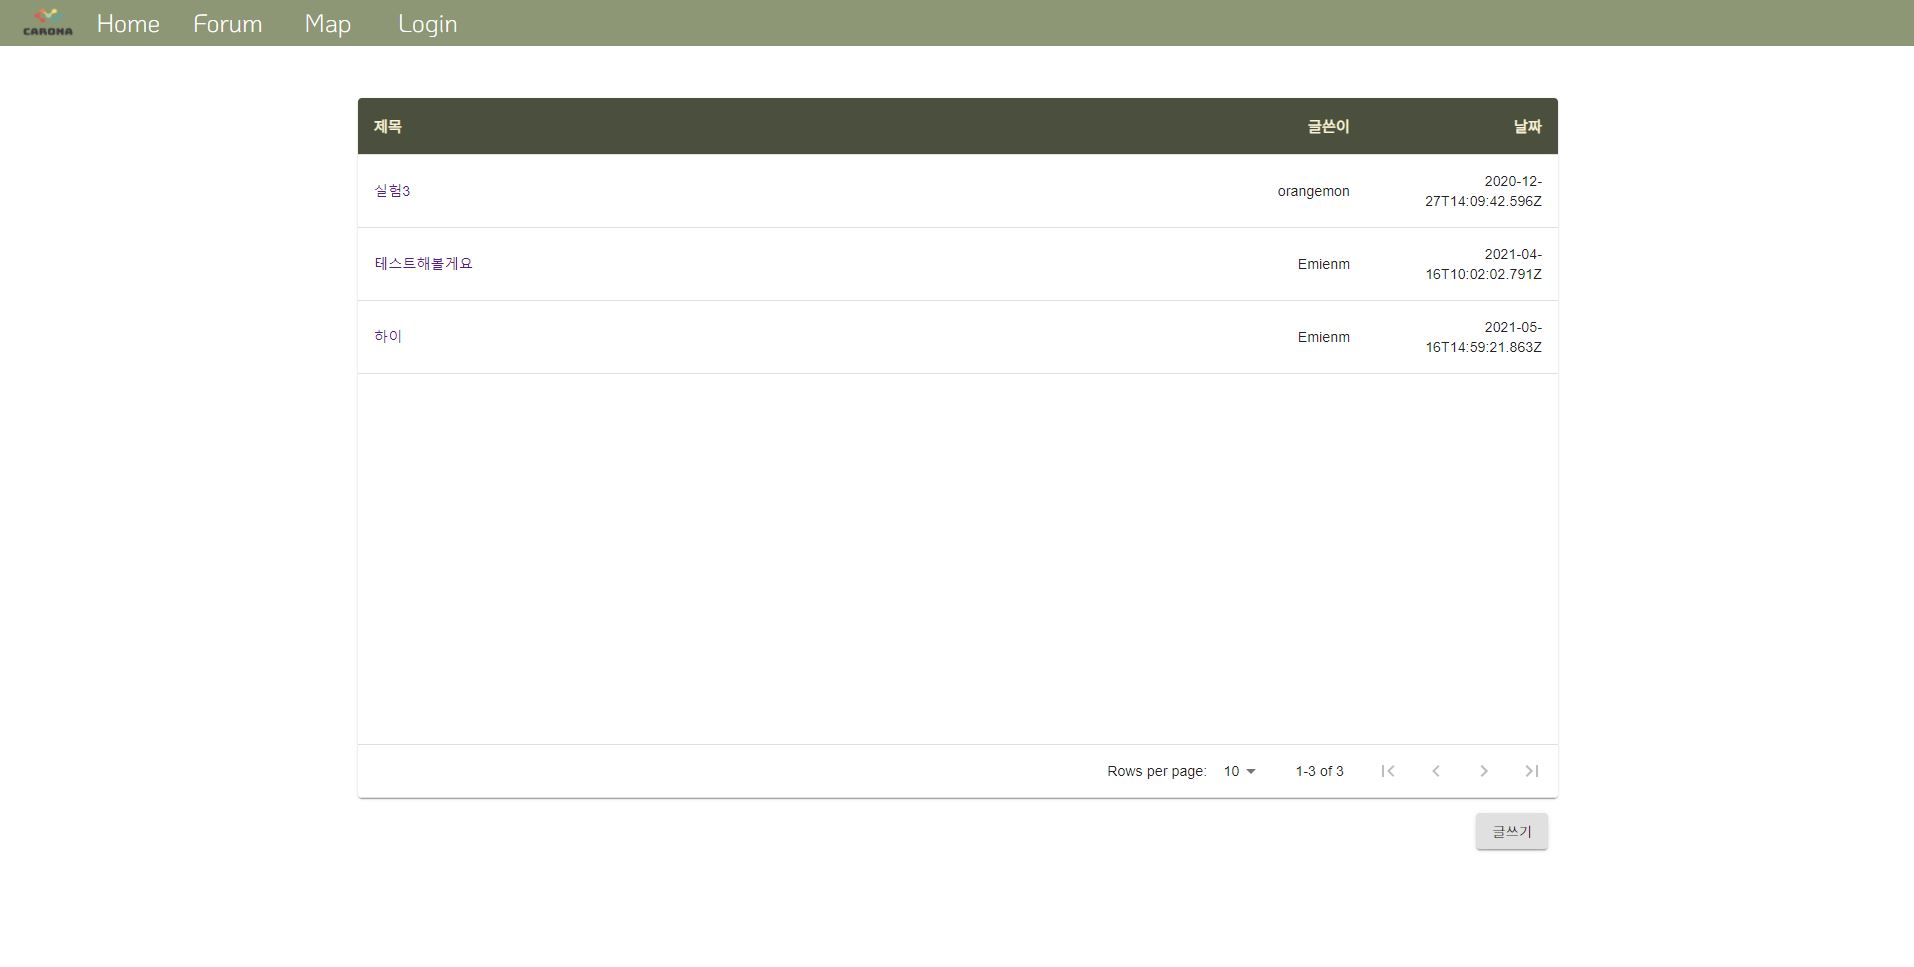 CARONA Home Forum Map Login
제목 글쓴이 날짜
실험3 orangemon 2020-12-
27T14:09:42.596Z
테스트해볼게요 Emienm 2021-04-
16T10:02:02.791Z
하이 Emienm 2021-05-
16T14:59:21.863Z
Rows per page: 10 1-3 of 3
글쓰기